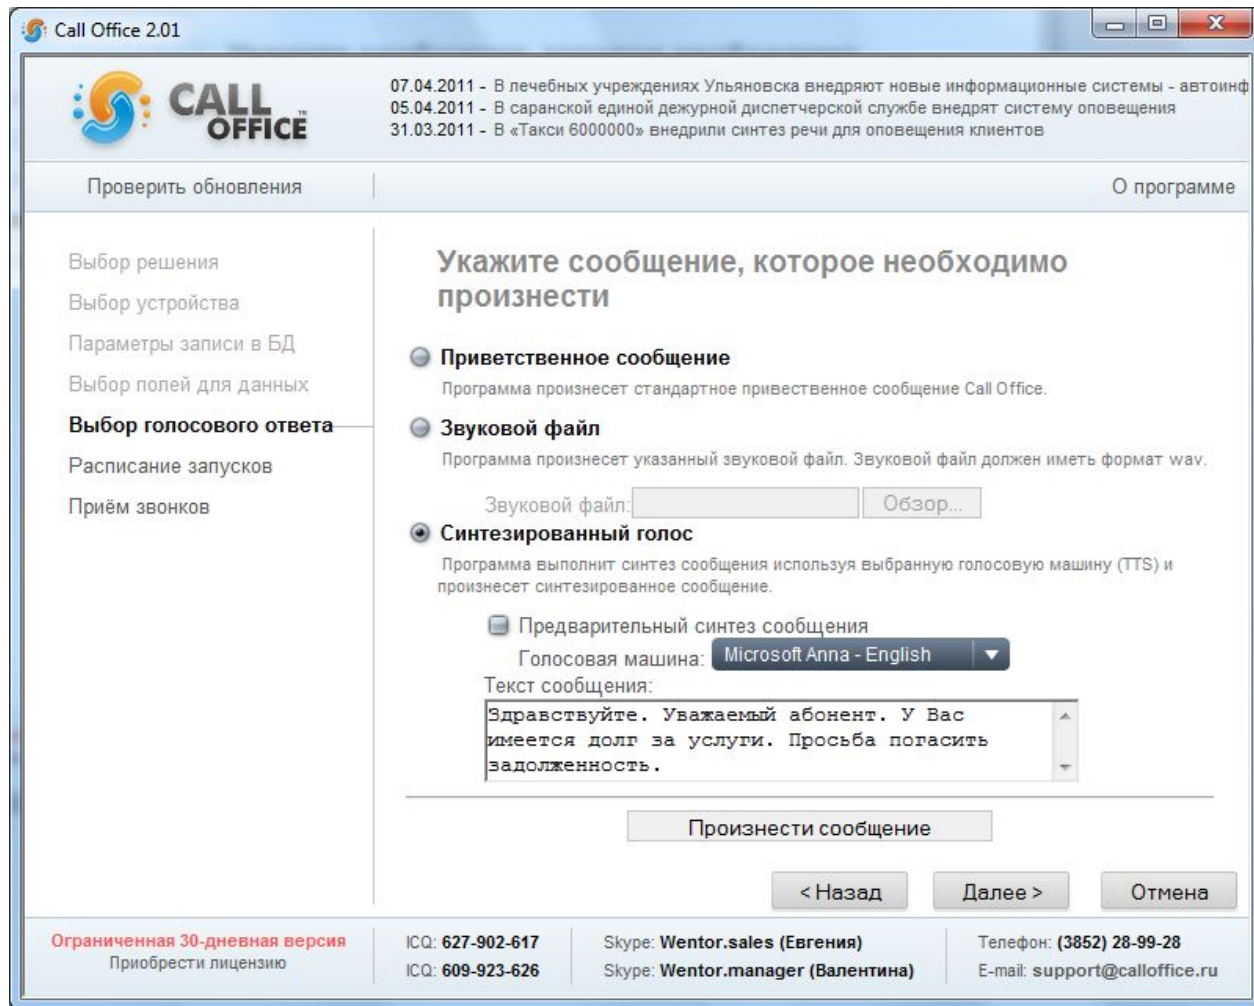 Call Office 2.01
CALL OFFICE™
07.04.2011 - В лечебных учреждениях Ульяновска внедряют новые информационные системы - автоинф
05.04.2011 - В саранской единой дежурной диспетчерской службе внедрят систему оповещения
31.03.2011 - В «Такси 6000000» внедрили синтез речи для оповещения клиентов
Проверить обновления
О программе
Выбор решения
Выбор устройства
Параметры записи в БД
Выбор полей для данных
Выбор голосового ответа
Расписание запусков
Приём звонков
Укажите сообщение, которое необходимо
произнести
Приветственное сообщение
Программа произнесет стандартное привественное сообщение Call Office.
Звуковой файл
Программа произнесет указанный звуковой файл. Звуковой файл должен иметь формат wav.
Звуковой файл:
Обзор...
Синтезированный голос
Программа выполнит синтез сообщения используя выбранную голосовую машину (TTS) и
произнесет синтезированное сообщение.
Предварительный синтез сообщения
Голосовая машина: Microsoft Anna - English
Текст сообщения:
Здравствуйте. Уважаемый абонент. У Вас
имеется долг за услуги. Просьба погасить
задолженность.
Произнести сообщение
< Назад
Далее >
Отмена
Ограниченная 30-дневная версия
Приобрести лицензию
ICQ: 627-902-617
ICQ: 609-923-626
Skype: Wentor.sales (Евгения)
Skype: Wentor.manager (Валентина)
Телефон: (3852) 28-99-28
E-mail: support@calloffice.ru